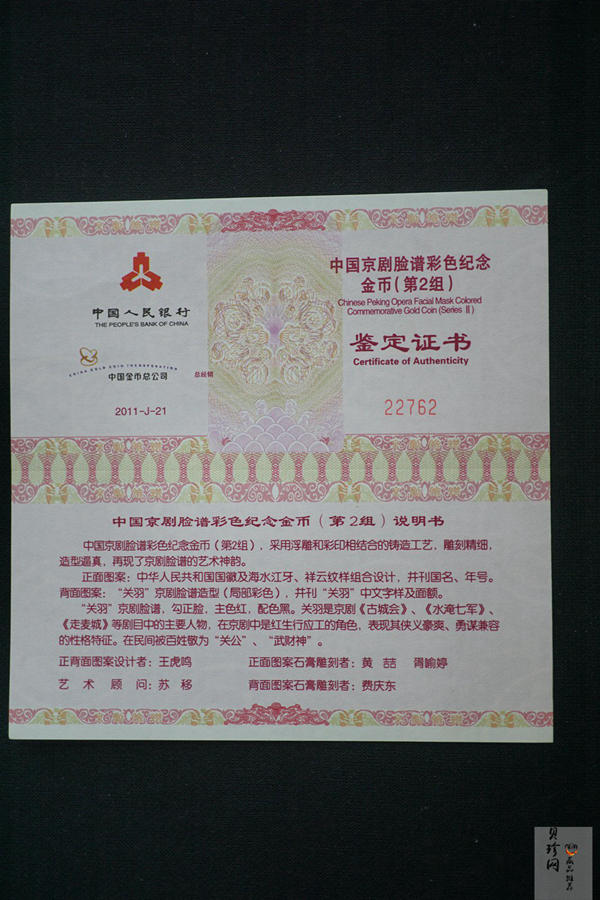 中国人民银行
THE PEOPLE'S BANK OF CHINA
CHINA GOLD COIN INCORPORATION
中国金币总公司
总经销
2011-J-21
中国京剧脸谱彩色纪念
金币（第2组）
Chinese Peking Opera Facial Mask Colored
Commemorative Gold Coin (Series Ⅱ)
鉴定证书
Certificate of Authenticity
22762
中国京剧脸谱彩色纪念金币（第2组）说明书
中国京剧脸谱彩色纪念金币（第2组），采用浮雕和彩印相结合的铸造工艺，雕刻精细，
造型逼真，再现了京剧脸谱的艺术神韵。
正面图案：中华人民共和国国徽及海水江牙、祥云纹样组合设计，并刊国名、年号。
背面图案：“关羽”京剧脸谱造型（局部彩色），并刊“关羽”中文字样及面额。
“关羽”京剧脸谱，勾正脸，主色红，配色黑。关羽是京剧《古城会》、《水淹七军》、
《走麦城》等剧目中的主要人物，在京剧中是红生行应工的角色，表现其侠义豪爽、勇谋兼容
的性格特征。在民间被百姓敬为“关公”、“武财神”。
正背面图案设计者：王虎鸣
正面图案石膏雕刻者：黄喆 胥喻婷
艺术顾问：苏移
背面图案石膏雕刻者：费庆东
贝珍网
藏品推荐